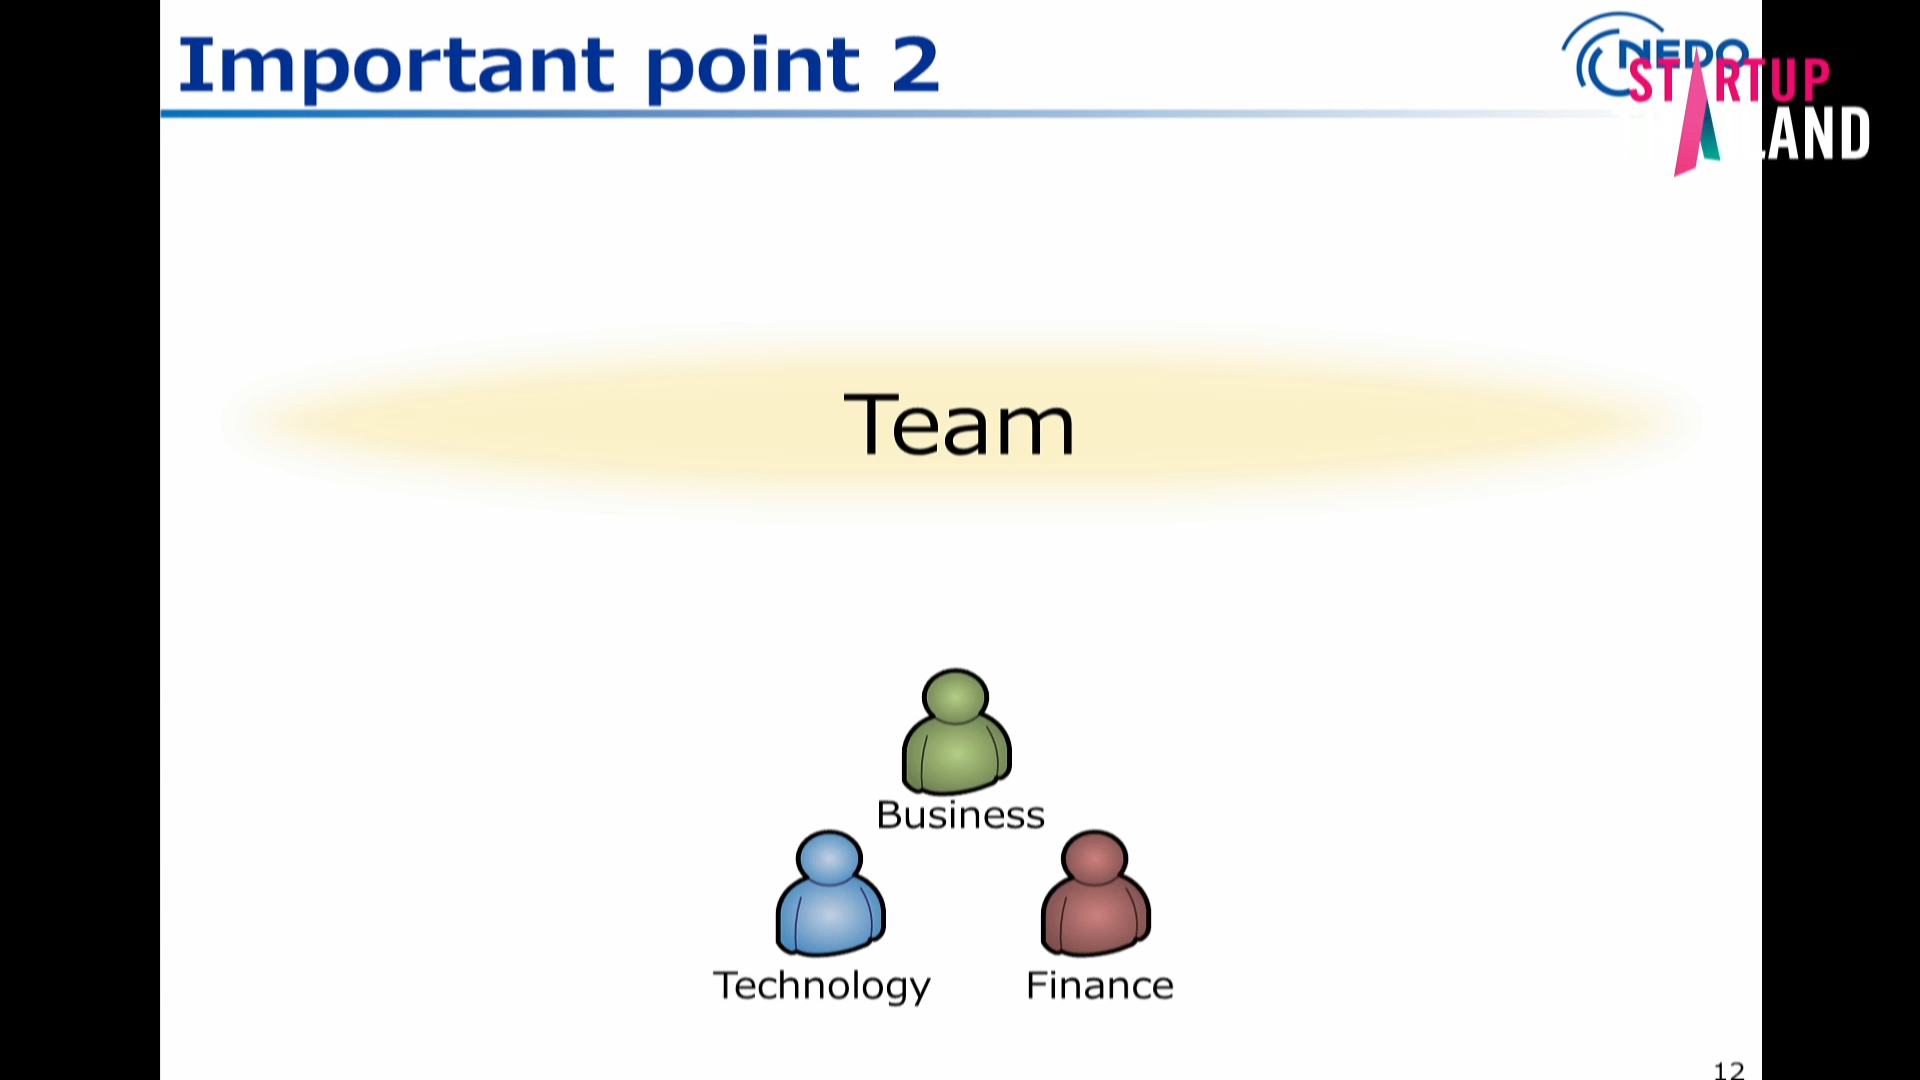 Important point 2
NEDO
STARTUP
LAND
Team
Business
Technology
Finance
12